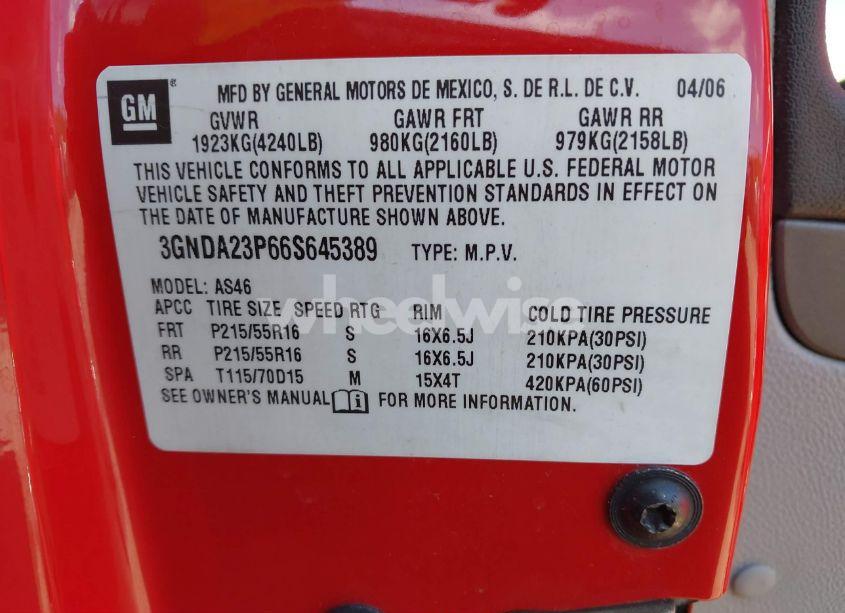 GM ® MFD BY GENERAL MOTORS DE MEXICO, S. DE R.L. DE C.V. 04/06
GVWR GAWR FRT GAWR RR
1923KG(4240LB) 980KG(2160LB) 979KG(2158LB)
THIS VEHICLE CONFORMS TO ALL APPLICABLE U.S. FEDERAL MOTOR
VEHICLE SAFETY AND THEFT PREVENTION STANDARDS IN EFFECT ON
THE DATE OF MANUFACTURE SHOWN ABOVE.
3GNDA23P66S645389 TYPE: M.P.V.
MODEL: AS46
APCC TIRE SIZE SPEED RTG RIM COLD TIRE PRESSURE
FRT P215/55R16 S 16X6.5J 210KPA(30PSI)
RR P215/55R16 S 16X6.5J 210KPA(30PSI)
SPA T115/70D15 M 15X4T 420KPA(60PSI)
SEE OWNER'S MANUAL i FOR MORE INFORMATION.
wheelwise